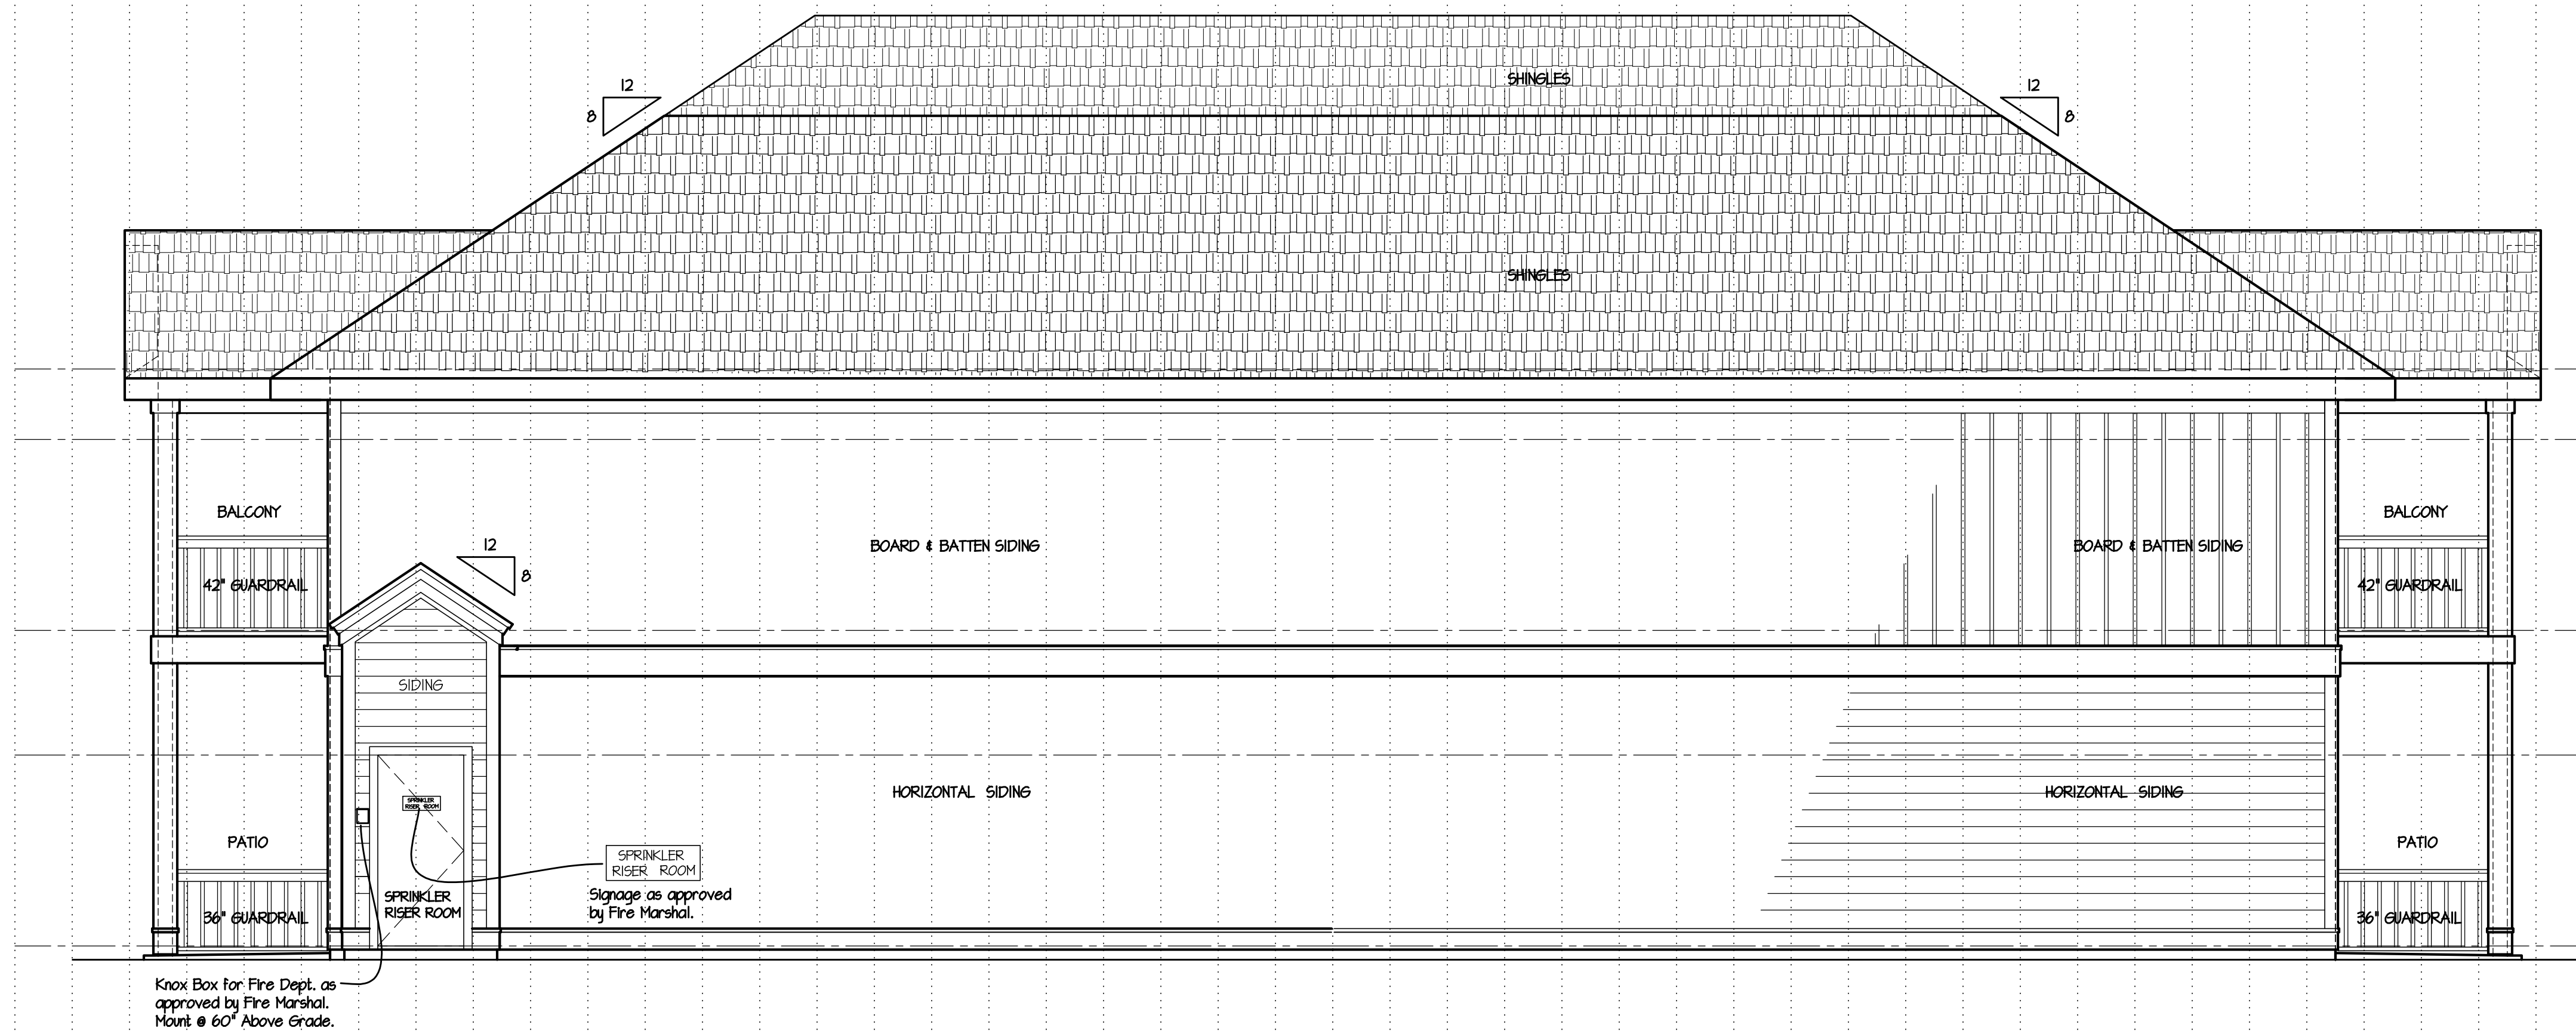 SHINGLES
12
8
12
8
SHINGLES
BALCONY
BALCONY
12
8
BOARD & BATTEN SIDING
BOARD & BATTEN SIDING
42" GUARDRAIL
42" GUARDRAIL
SIDING
HORIZONTAL SIDING
HORIZONTAL SIDING
SPRINKLER
RISER ROOM
PATIO
PATIO
SPRINKLER
RISER ROOM
Signage as approved
by Fire Marshal.
SPRINKLER
RISER ROOM
36" GUARDRAIL
36" GUARDRAIL
Knox Box for Fire Dept. as
approved by Fire Marshal.
Mount @ 60" Above Grade.